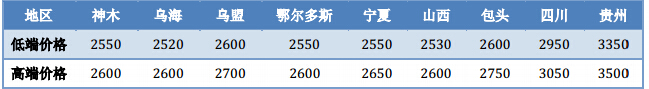 地区 神木 乌海 乌盟 鄂尔多斯 宁夏 山西 包头 四川 贵州
低端价格 2550 2520 2600 2550 2550 2530 2600 2950 3350
高端价格 2600 2600 2700 2600 2650 2600 2750 3050 3500